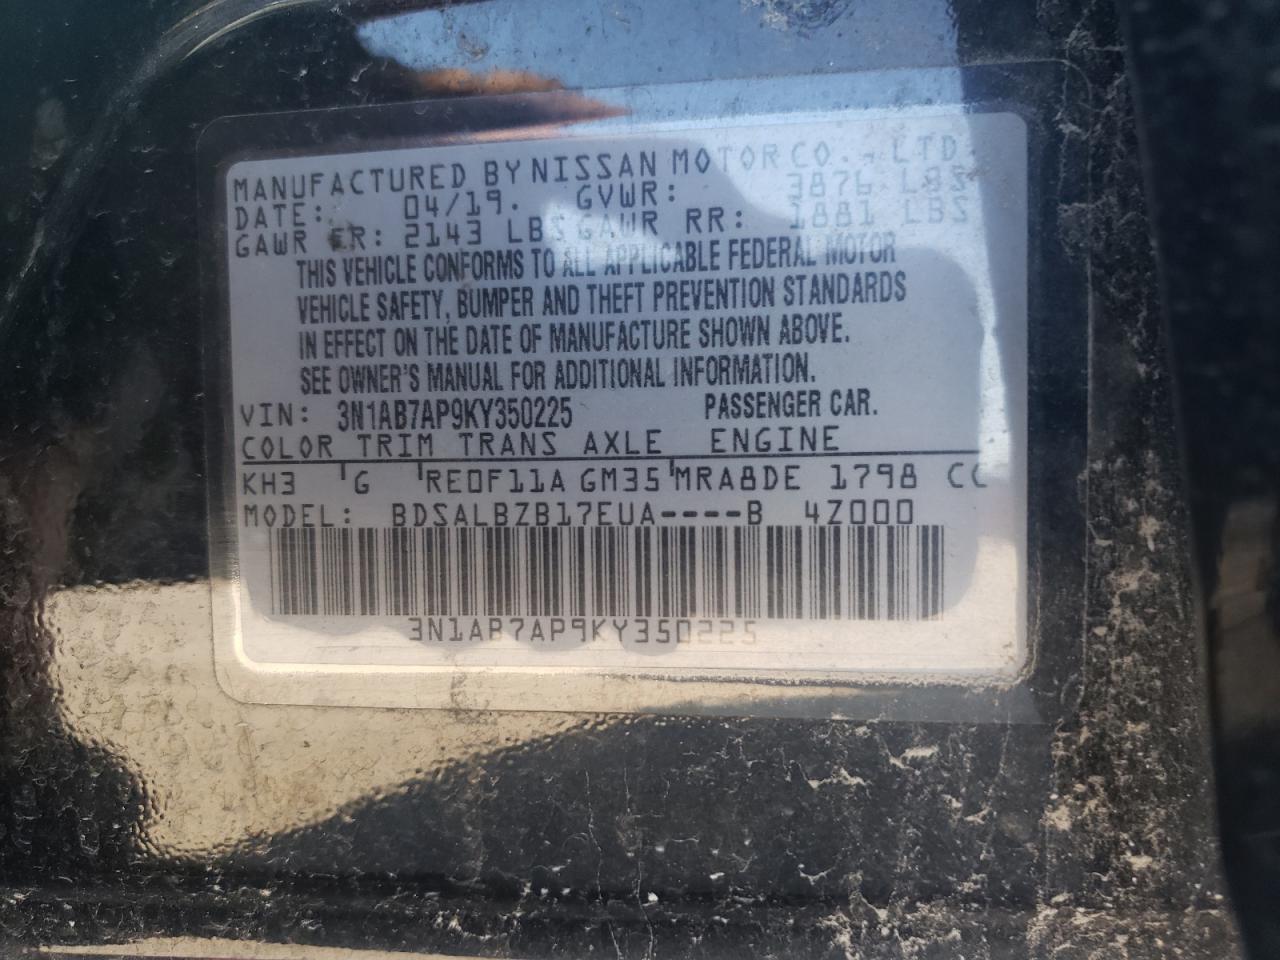 MANUFACTURED BY NISSAN MOTOR CO., LTD.
DATE: 04/19. GVWR: 3876 LBS
GAWR FR: 2143 LBS GAWR RR: 1881 LBS
THIS VEHICLE CONFORMS TO ALL APPLICABLE FEDERAL MOTOR
VEHICLE SAFETY, BUMPER AND THEFT PREVENTION STANDARDS
IN EFFECT ON THE DATE OF MANUFACTURE SHOWN ABOVE.
SEE OWNER'S MANUAL FOR ADDITIONAL INFORMATION.
VIN: 3N1AB7AP9KY350225 PASSENGER CAR.
COLOR TRIM TRANS AXLE ENGINE
KH3 G RE0F11A GM35 MRA8DE 1798 CC
MODEL: BDSALBZB17EUA----B 4Z000
3N1AB7AP9KY350225